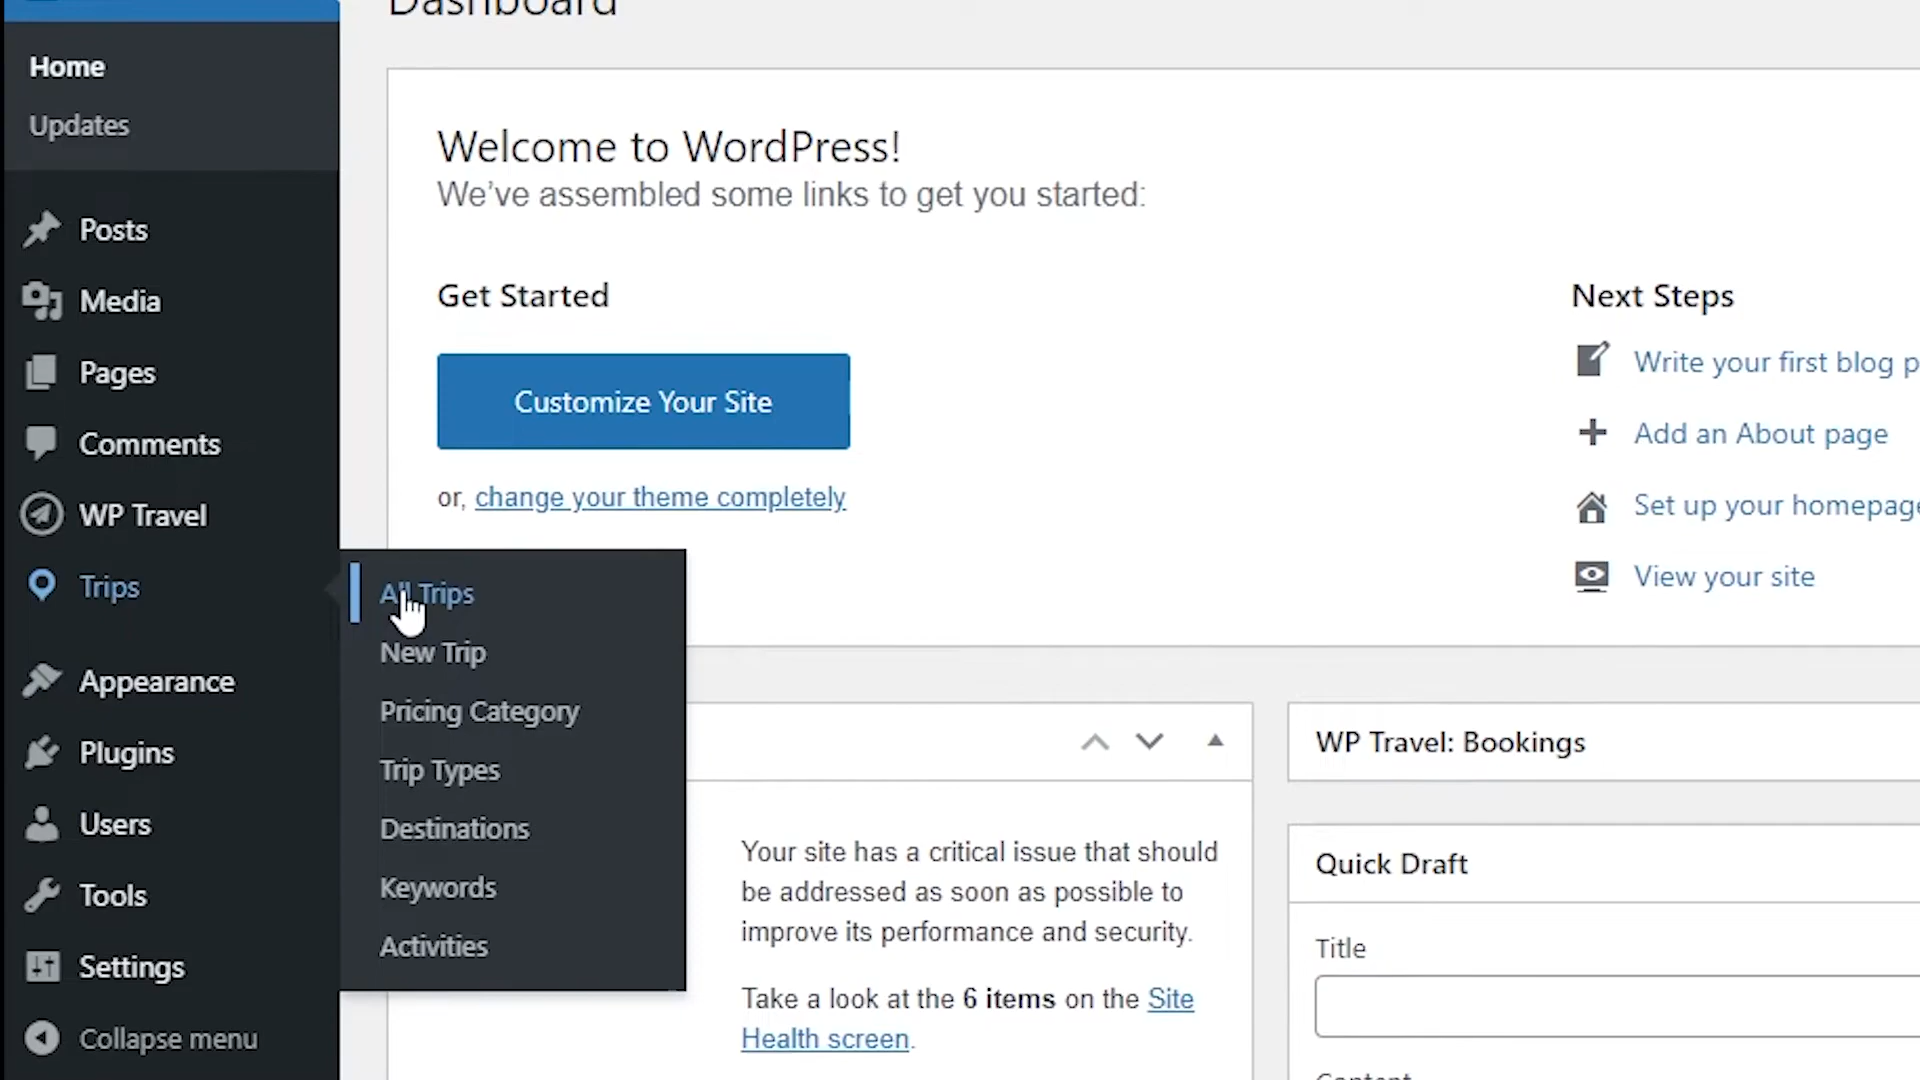 Dashboard
Home
Updates
Posts
Media
Pages
Comments
WP Travel
Trips
Appearance
Plugins
Users
Tools
Settings
Collapse menu
All Trips
New Trip
Pricing Category
Trip Types
Destinations
Keywords
Activities
Welcome to WordPress!
We've assembled some links to get you started:
Get Started
Customize Your Site
or, change your theme completely
Next Steps
Write your first blog p
Add an About page
Set up your homepage
View your site
Your site has a critical issue that should
be addressed as soon as possible to
improve its performance and security.
Take a look at the 6 items on the Site
Health screen.
WP Travel: Bookings
Quick Draft
Title
Content